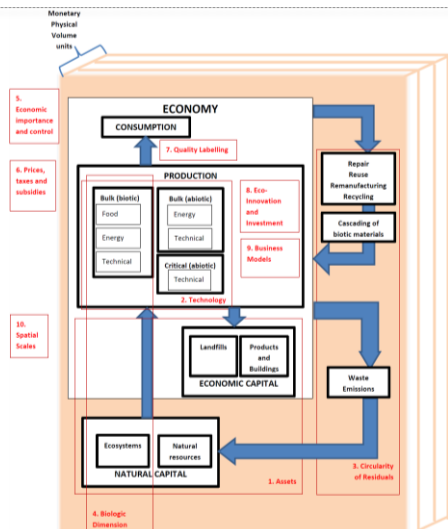 Monetary
Physical
Volume
units
5.
Economic
importance
and control
ECONOMY
CONSUMPTION
7. Quality Labelling
6. Prices,
taxes and
subsidies
PRODUCTION
Bulk (biotic)
Food
Energy
Technical
Bulk (abiotic)
Energy
Technical
Critical (abiotic)
Technical
8. Eco-
Innovation
and
Investment
9. Business
Models
2. Technology
Repair
Reuse
Remanufacturing
Recycling
Cascading of
biotic materials
10.
Spatial
Scales
Landfills
Products
and
Buildings
ECONOMIC CAPITAL
Waste
Emissions
Ecosystems
Natural
resources
NATURAL CAPITAL
1. Assets
3. Circularity
of Residuals
4. Biologic
Dimension